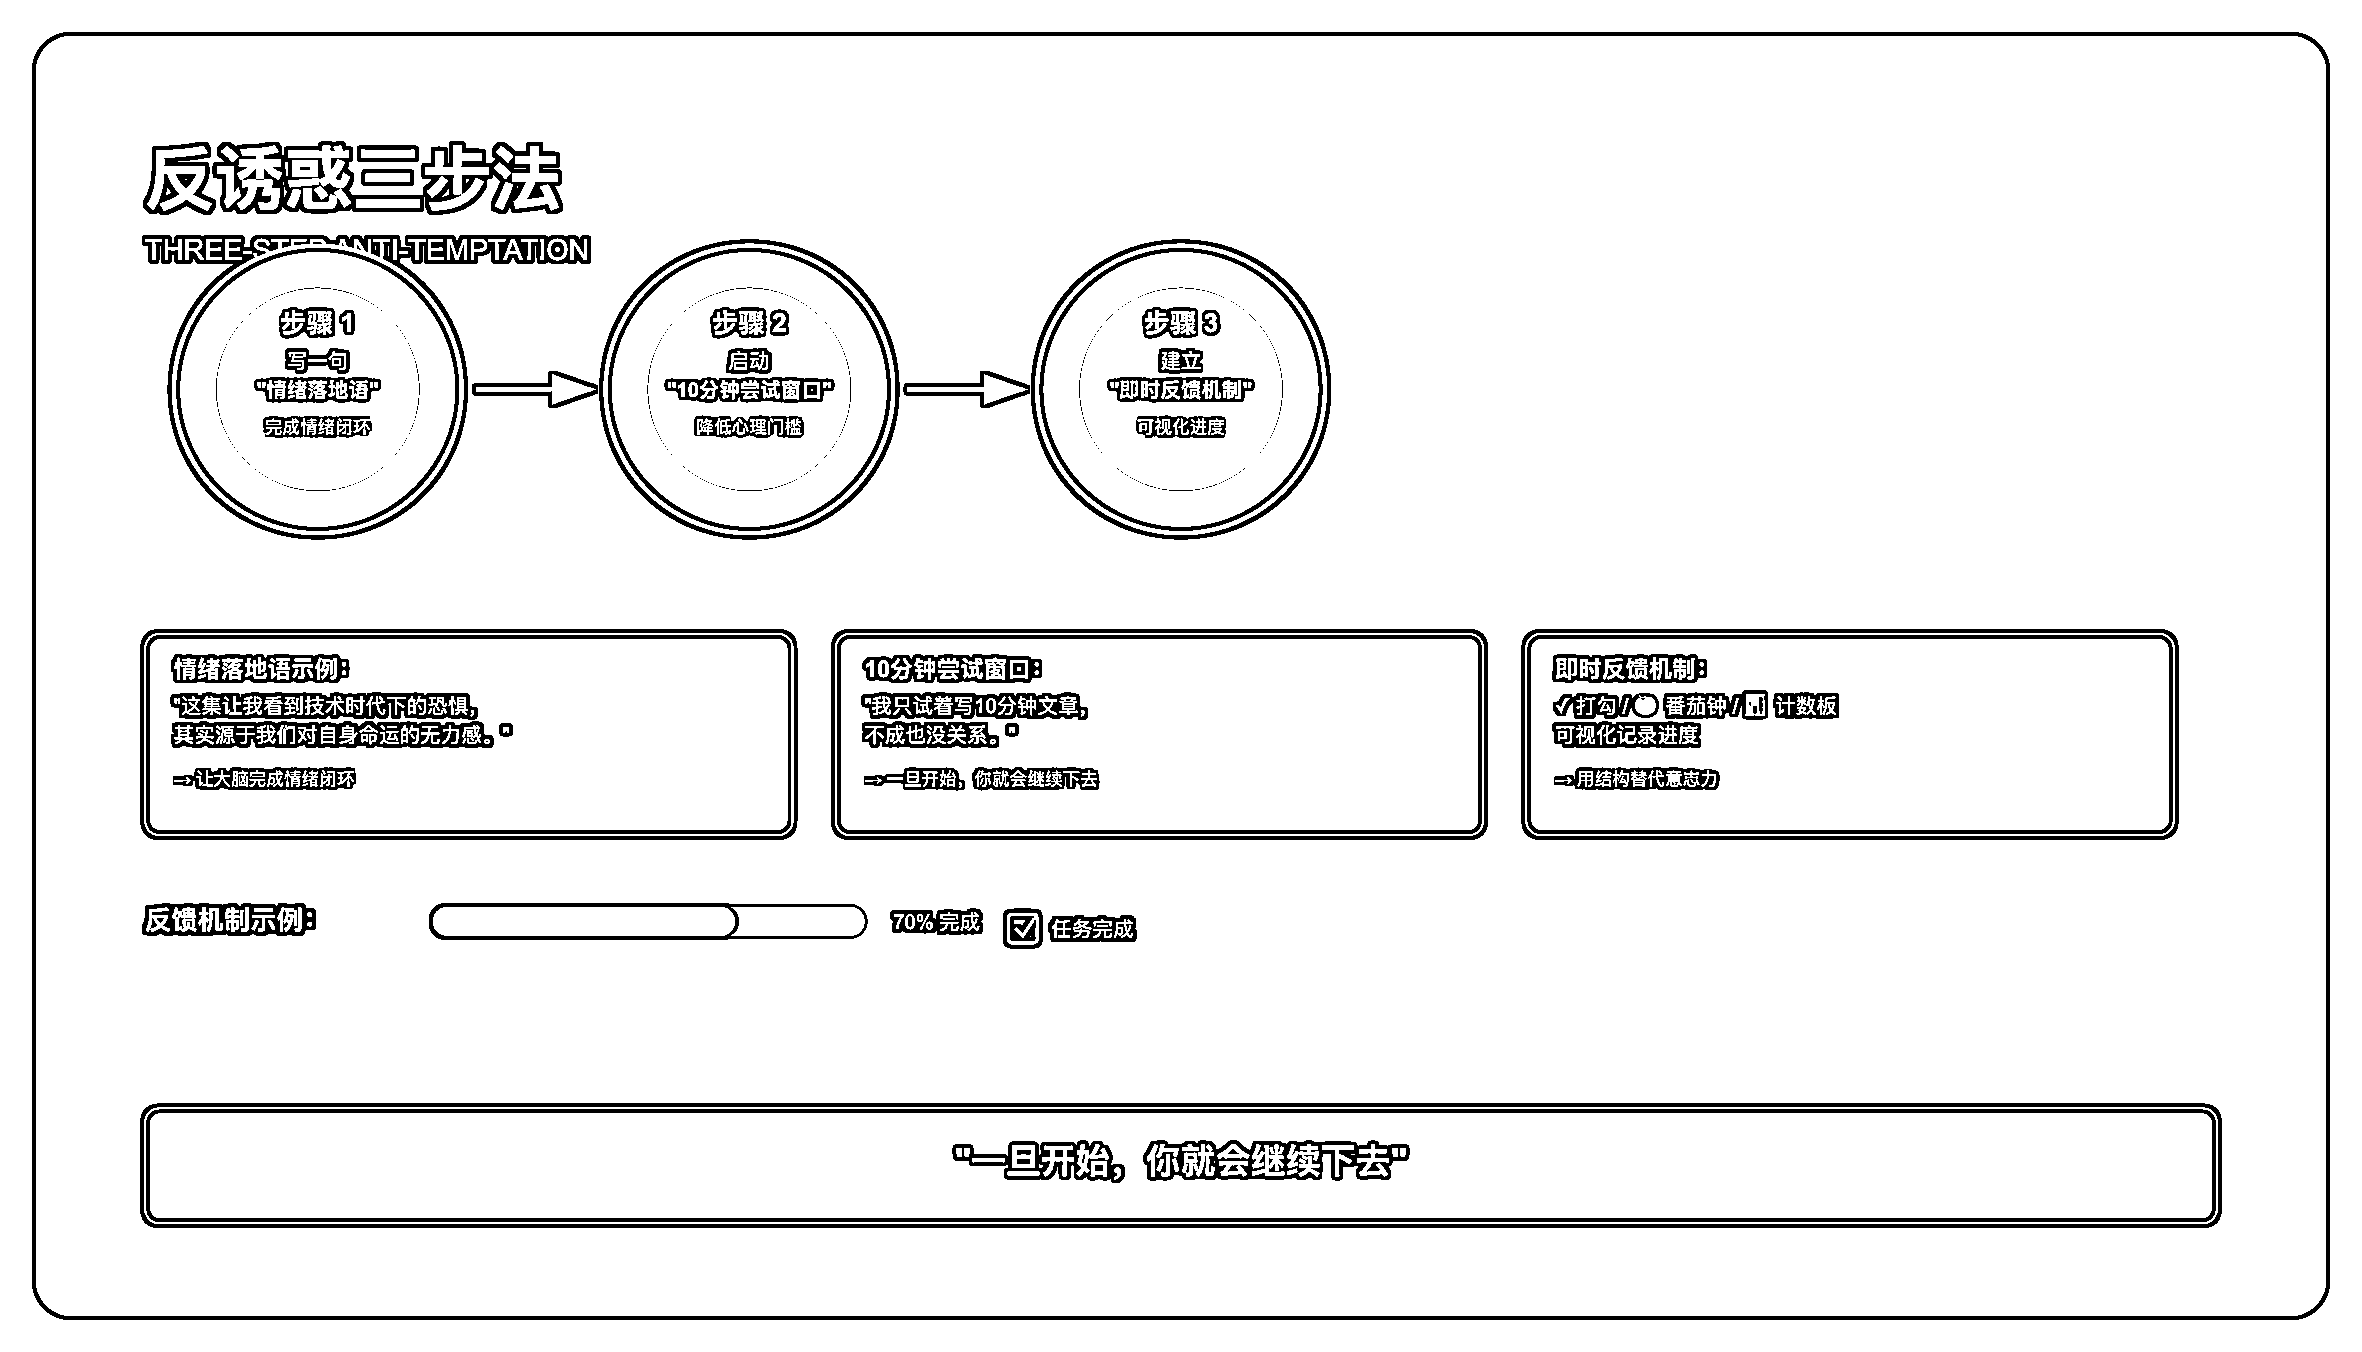 反诱惑三步法
THREE-STEP ANTI-TEMPTATION
步骤 1
写一句
"情绪落地语"
完成情绪闭环
步骤 2
启动
"10分钟尝试窗口"
降低心理门槛
步骤 3
建立
"即时反馈机制"
可视化进度
情绪落地语示例：
"这集让我看到技术时代下的恐惧，
其实源于我们对自身命运的无力感。"
→ 让大脑完成情绪闭环
10分钟尝试窗口：
"我只试着写10分钟文章，
不成也没关系。"
→ 一旦开始，你就会继续下去
即时反馈机制：
✓ 打勾 / 番茄钟 / 计数板
可视化记录进度
→ 用结构替代意志力
反馈机制示例：
70% 完成
任务完成
"一旦开始，你就会继续下去"